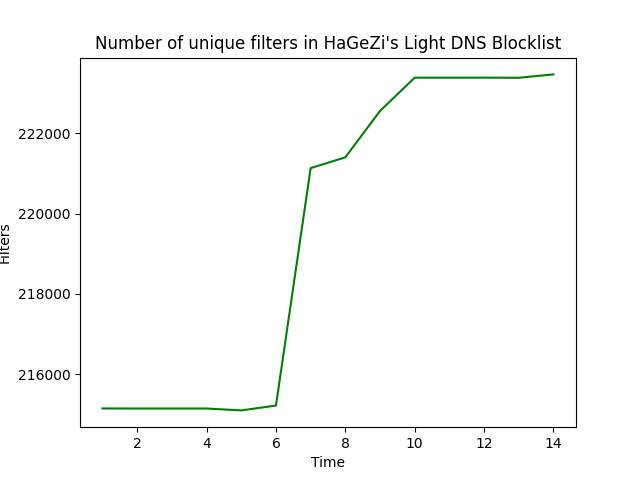 Number of unique filters in HaGeZi's Light DNS Blocklist
222000
220000
218000
216000
Filters
2 4 6 8 10 12 14
Time